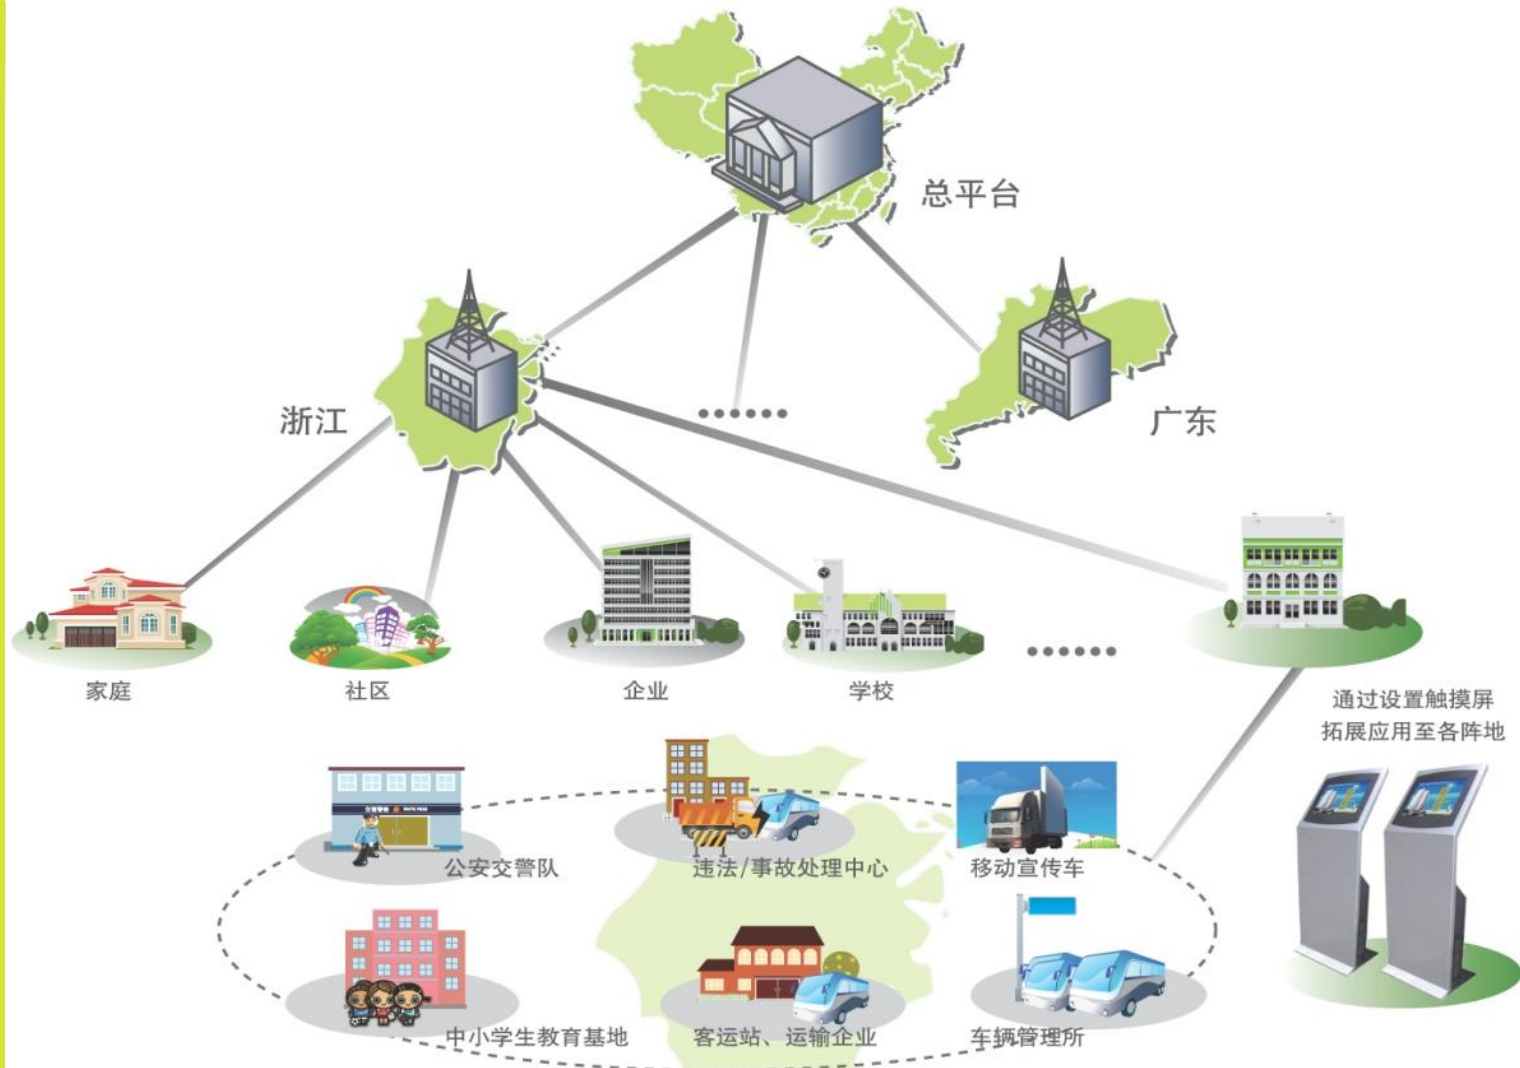 总平台
浙江
······
广东
家庭
社区
企业
学校
······
通过设置触摸屏
拓展应用至各阵地
公安交警队
违法/事故处理中心
移动宣传车
中小学生教育基地
客运站、运输企业
车辆管理所